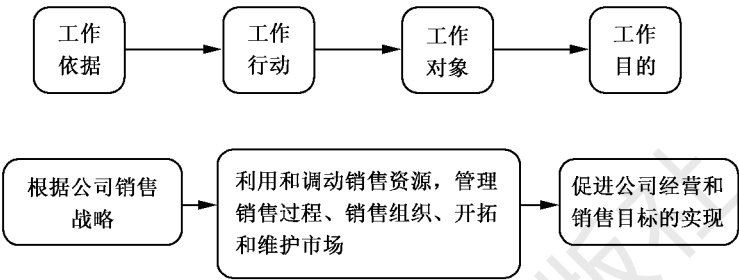 工作
依据
工作
行动
工作
对象
工作
目的
根据公司销售
战略
利用和调动销售资源，管理
销售过程、销售组织、开拓
和维护市场
促进公司经营和
销售目标的实现
版社